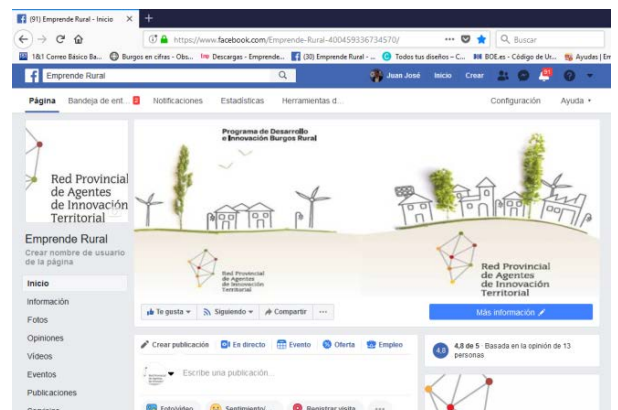 (91) Emprende Rural - Inicio
https://www.facebook.com/Emprende-Rural-400459336734570/
Buscar
1&1 Correo Básico Ba... Burgos en cifras - Obs... Descargas - Emprende... (30) Emprende Rural - ... Todos tus diseños – C... BOE.es - Código de Ur... Ayudas | Em
Emprende Rural
Juan José Inicio Crear 91
Página Bandeja de ent... Notificaciones Estadísticas Herramientas d... Configuración Ayuda
Programa de Desarrollo
e Innovación Burgos Rural
Red Provincial
de Agentes
de Innovación
Territorial
Red Provincial
de Agentes
de Innovación
Territorial
Red Provincial
de Agentes
de Innovación
Territorial
Emprende Rural
Crear nombre de usuario
de la página
Inicio
Información
Fotos
Opiniones
Vídeos
Eventos
Publicaciones
Te gusta Siguiendo Compartir ...
Más información
Crear publicación En directo Evento Oferta Empleo
Escribe una publicación...
Foto/vídeo Sentimiento/... Registrar visita ...
4,8 4,8 de 5 · Basada en la opinión de 13
personas